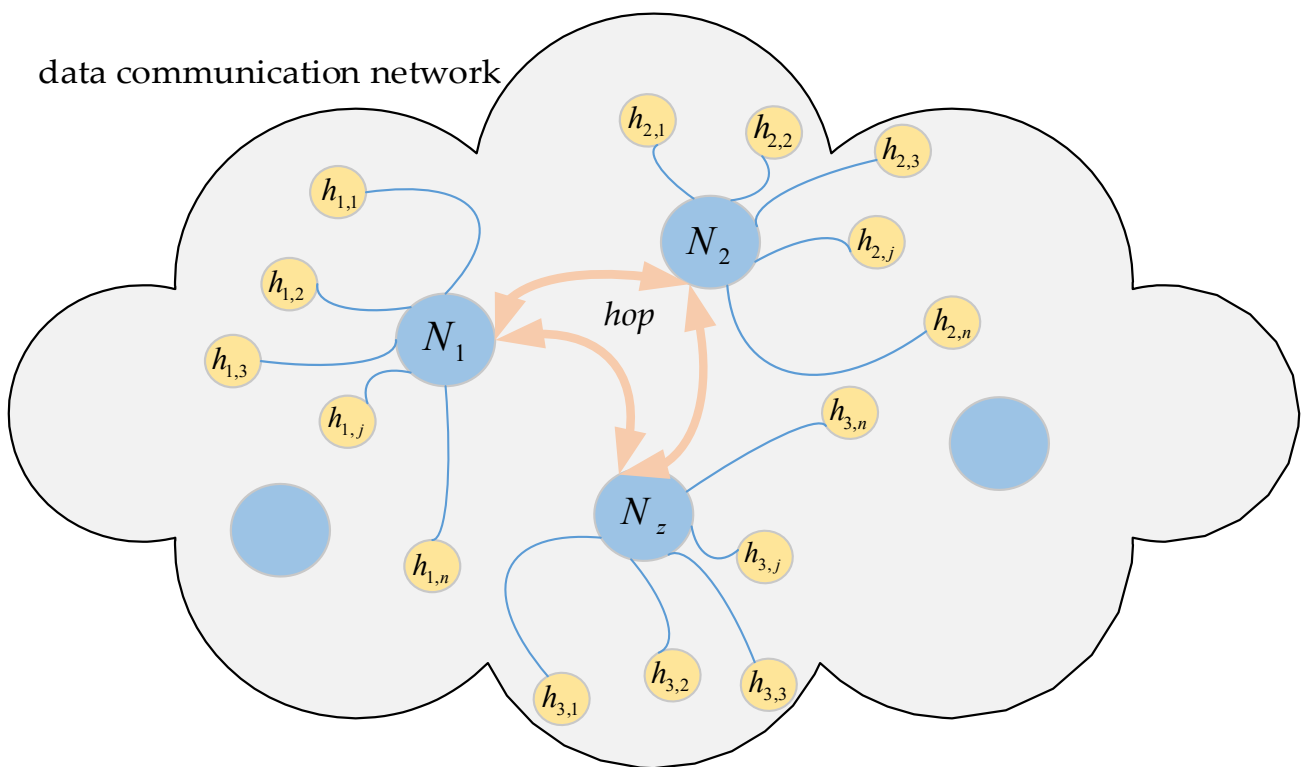 data communication network
h2,1
h2,2
h2,3
h1,1
N2
h2,j
h1,2
hop
h2,n
N1
h1,3
h1,j
h3,n
Nz
h1,n
h3,j
h3,2
h3,3
h3,1